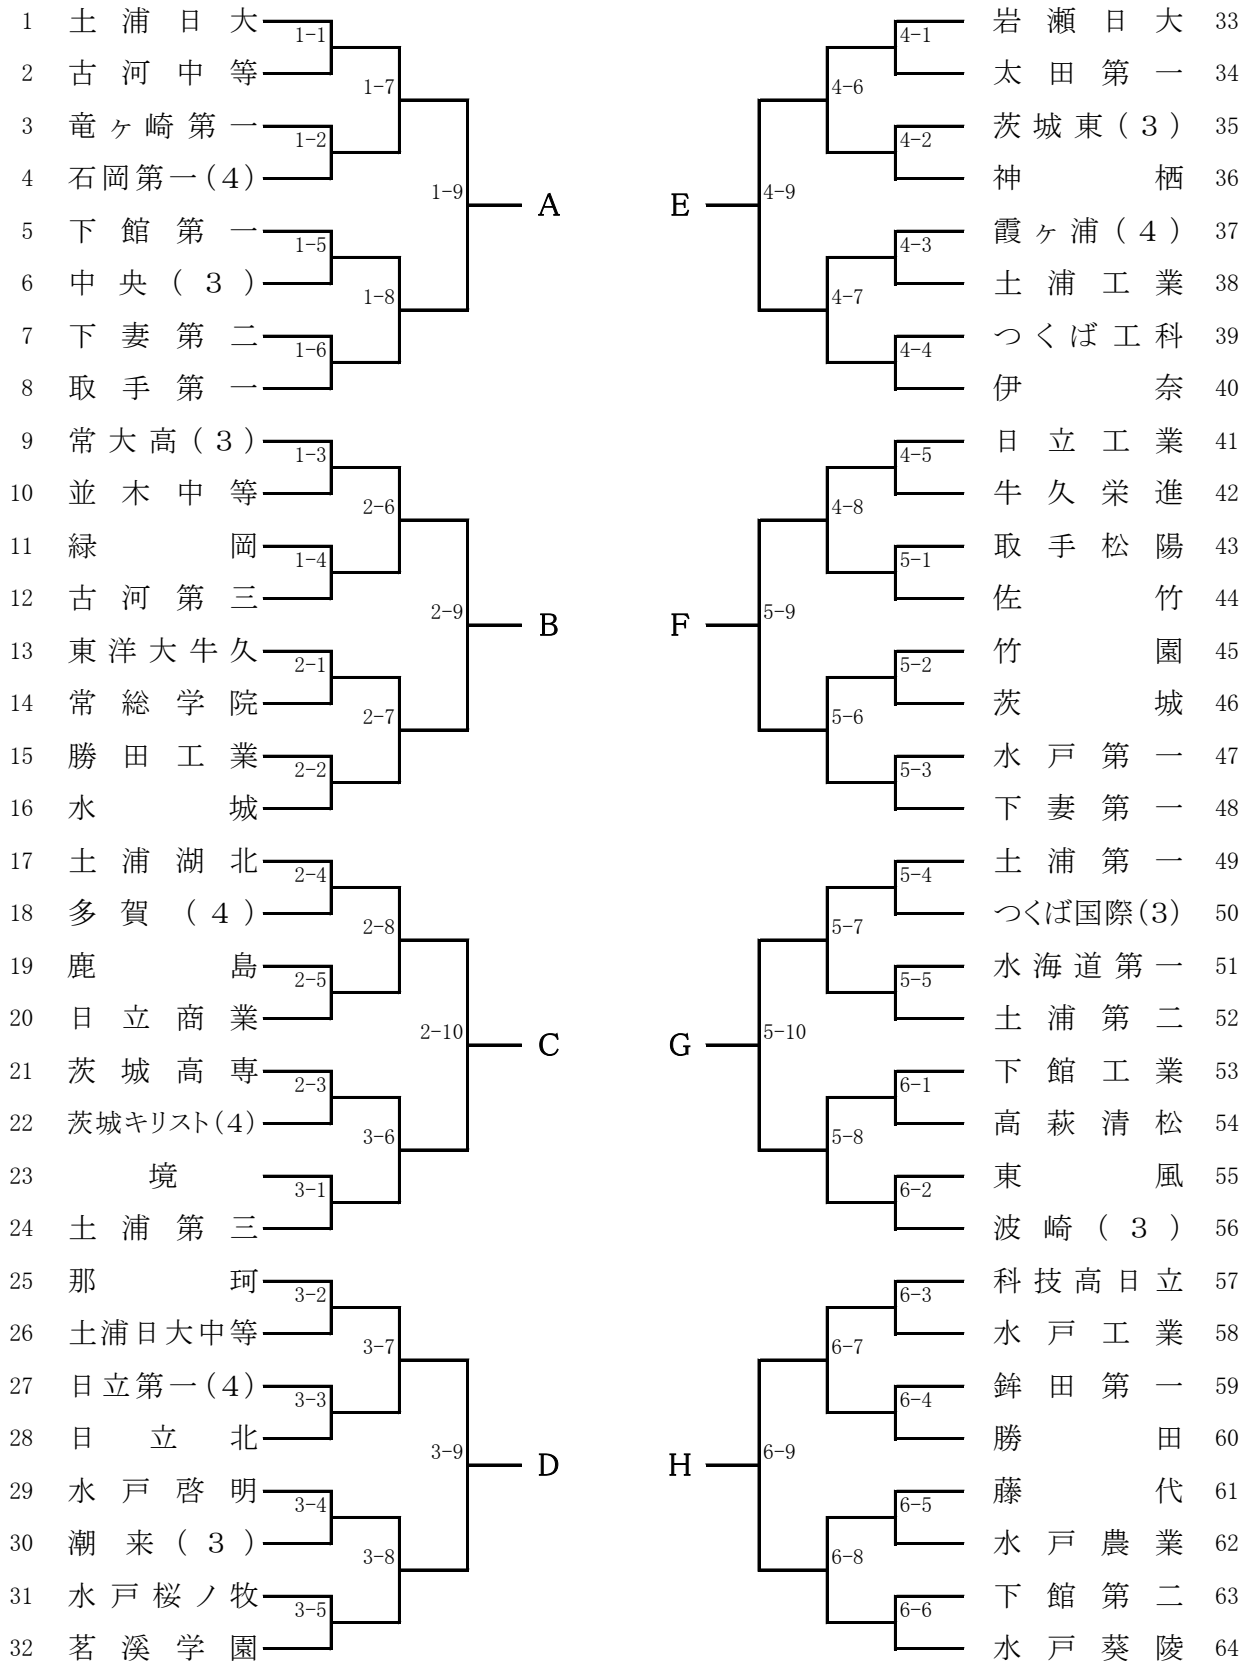 1 土浦日大
1-1
2 古河中等
1-7
3 竜ヶ崎第一
1-2
4 石岡第一(4)
1-9 A
5 下館第一
1-5
6 中央(3)
1-8
7 下妻第二
1-6
8 取手第一
9 常大高(3)
1-3
10 並木中等
2-6
11 緑岡
1-4
12 古河第三
2-9 B
13 東洋大牛久
2-1
14 常総学院
2-7
15 勝田工業
2-2
16 水城
17 土浦湖北
2-4
18 多賀(4)
2-8
19 鹿島
2-5
20 日立商業
2-10 C
21 茨城高専
2-3
22 茨城キリスト(4)
3-6
23 境
3-1
24 土浦第三
25 那珂
3-2
26 土浦日大中等
3-7
27 日立第一(4)
3-3
28 日立北
3-9 D
29 水戸啓明
3-4
30 潮来(3)
3-8
31 水戸桜ノ牧
3-5
32 茗溪学園
岩瀬日大 33
4-1
太田第一 34
4-6
茨城東(3) 35
4-2
神栖 36
E 4-9
霞ヶ浦(4) 37
4-3
土浦工業 38
4-7
つくば工科 39
4-4
伊奈 40
日立工業 41
4-5
牛久栄進 42
4-8
取手松陽 43
5-1
佐竹 44
F 5-9
竹園 45
5-2
茨城 46
5-6
水戸第一 47
5-3
下妻第一 48
土浦第一 49
5-4
つくば国際(3) 50
5-7
水海道第一 51
5-5
土浦第二 52
G 5-10
下館工業 53
6-1
高萩清松 54
5-8
東風 55
6-2
波崎(3) 56
科技高日立 57
6-3
水戸工業 58
6-7
鉾田第一 59
6-4
勝田 60
H 6-9
藤代 61
6-5
水戸農業 62
6-8
下館第二 63
6-6
水戸葵陵 64